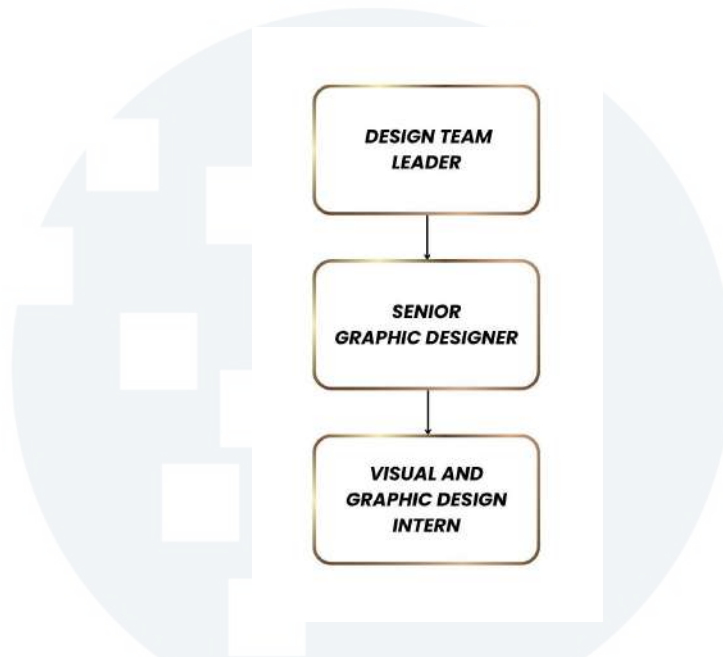 DESIGN TEAM
LEADER
SENIOR
GRAPHIC DESIGNER
VISUAL AND
GRAPHIC DESIGN
INTERN